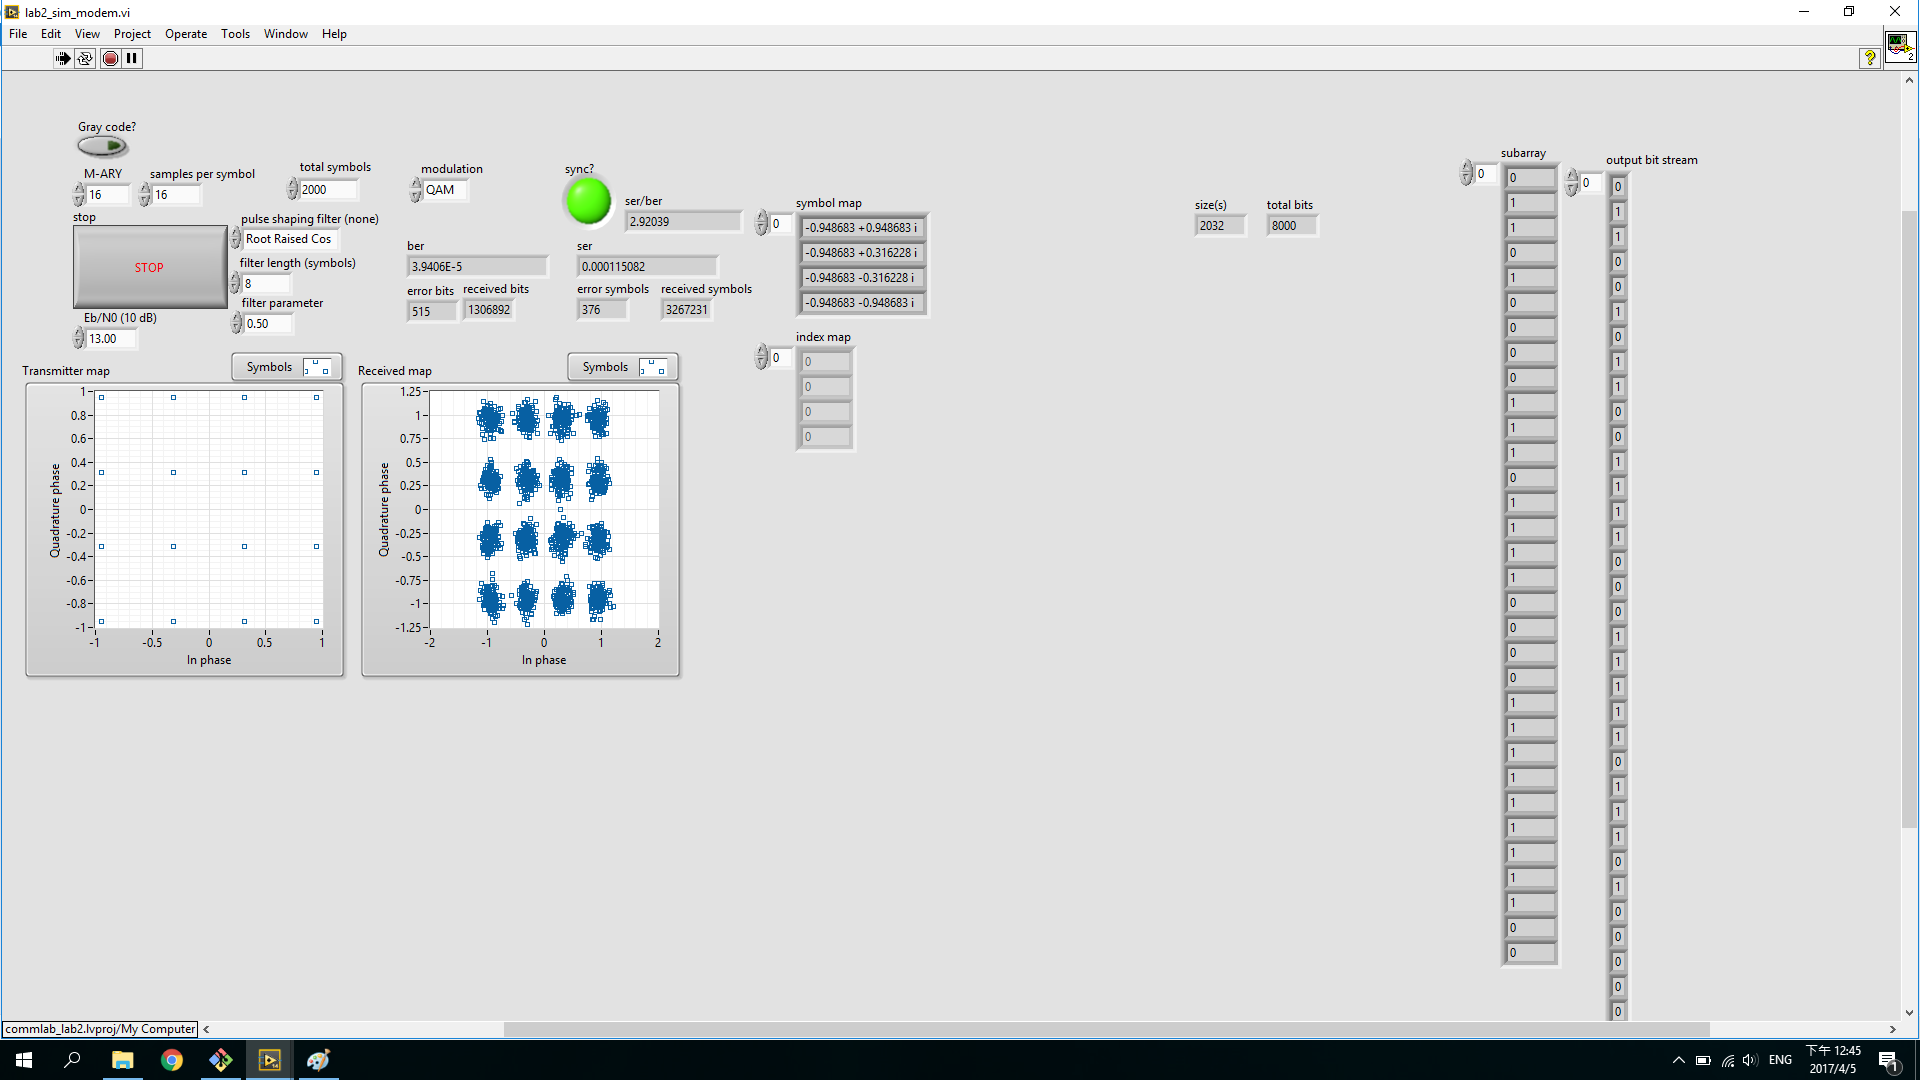 lab2_sim_modem.vi
File Edit View Project Operate Tools Window Help
2
Gray code?
M-ARY
16
samples per symbol
16
total symbols
2000
modulation
QAM
sync?
ser/ber
2.92039
stop
STOP
pulse shaping filter (none)
Root Raised Cos
filter length (symbols)
8
filter parameter
0.50
Eb/N0 (10 dB)
13.00
ber
3.9406E-5
ser
0.000115082
error bits
515
received bits
1306892
error symbols
376
received symbols
3267231
symbol map
0
-0.948683 +0.948683 i
-0.948683 +0.316228 i
-0.948683 -0.316228 i
-0.948683 -0.948683 i
index map
0
0
0
0
0
size(s)
2032
total bits
8000
Transmitter map
Symbols
1
0.8
0.6
0.4
0.2
0
-0.2
-0.4
-0.6
-0.8
-1
Quadrature phase
-1 -0.5 0 0.5 1
In phase
Received map
Symbols
1.25
1
0.75
0.5
0.25
0
-0.25
-0.5
-0.75
-1
-1.25
Quadrature phase
-2 -1 0 1 2
In phase
subarray
0
0
1
1
0
1
0
0
0
0
1
1
1
0
1
1
1
1
0
0
0
0
1
1
1
1
1
1
1
1
1
0
0
output bit stream
0
0
1
1
0
0
1
0
1
1
0
0
1
1
1
1
0
0
0
1
1
1
1
1
0
1
1
1
0
1
0
0
0
0
0
commlab_lab2.lvproj/My Computer
ENG
下午 12:45
2017/4/5
1